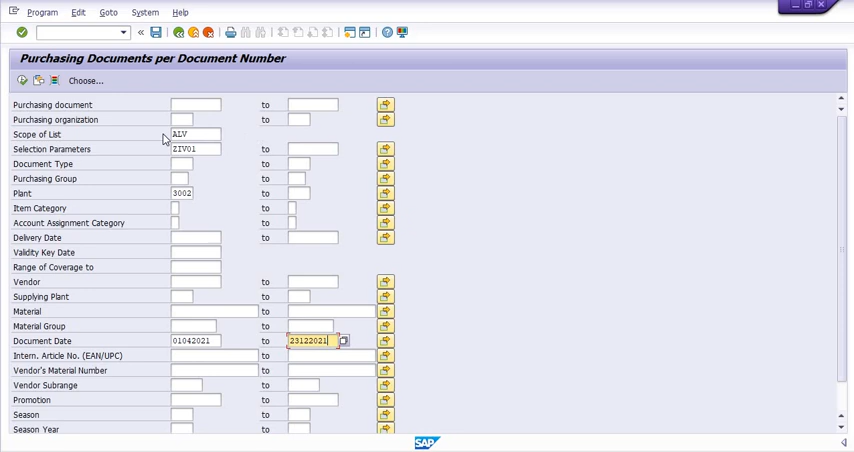 Program Edit Goto System Help
«
Purchasing Documents per Document Number
Choose...
Purchasing document to
Purchasing organization to
Scope of List ALV
Selection Parameters ZIV01 to
Document Type to
Purchasing Group to
Plant 3002 to
Item Category to
Account Assignment Category to
Delivery Date to
Validity Key Date
Range of Coverage to
Vendor to
Supplying Plant to
Material to
Material Group to
Document Date 01042021 to 23122021
Intern. Article No. (EAN/UPC) to
Vendor's Material Number to
Vendor Subrange to
Promotion to
Season to
Season Year to
SAP